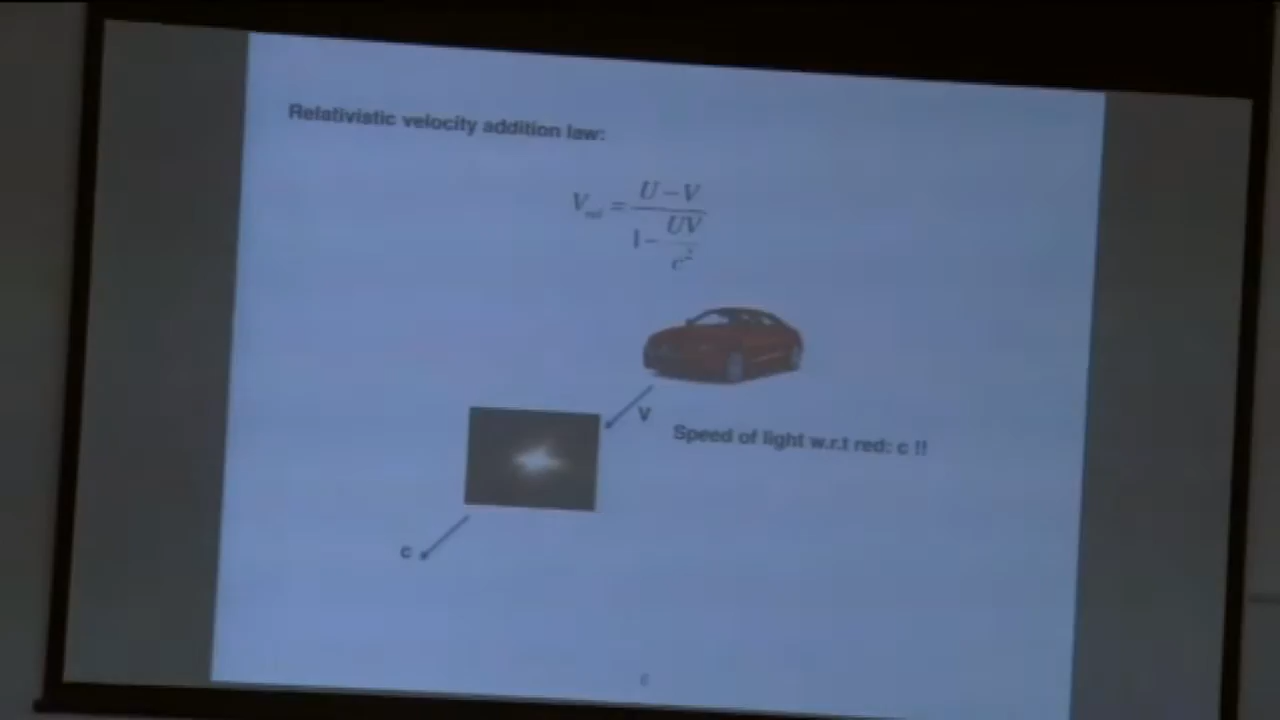 Relativistic velocity addition law:
V_rel = (U - V) / (1 - UV/c²)
V
Speed of light w.r.t red: c !!
c